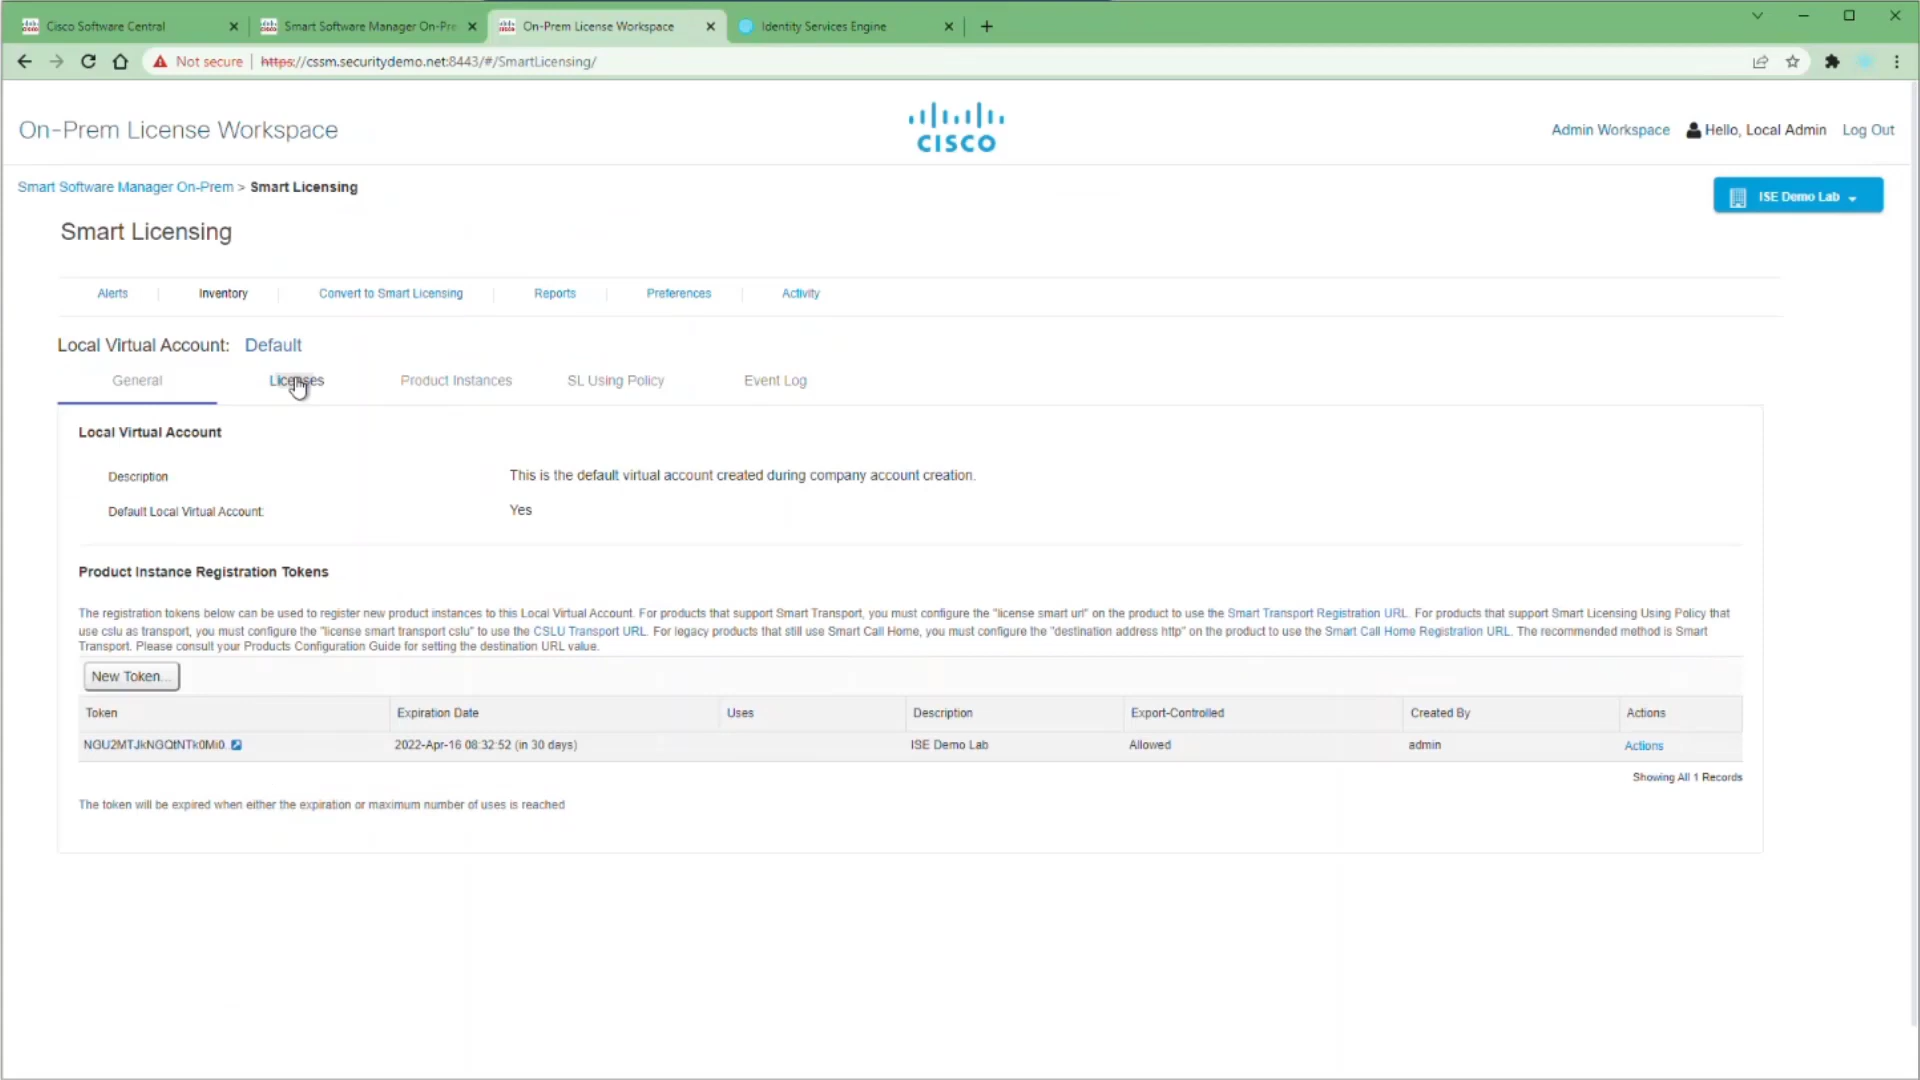 Cisco Software Central
Smart Software Manager On-Pre
On-Prem License Workspace
Identity Services Engine
Not secure | https://cssm.securitydemo.net:8443/#/SmartLicensing/
On-Prem License Workspace
CISCO
Admin Workspace
Hello, Local Admin
Log Out
Smart Software Manager On-Prem > Smart Licensing
ISE Demo Lab
Smart Licensing
Alerts
Inventory
Convert to Smart Licensing
Reports
Preferences
Activity
Local Virtual Account: Default
General
Licenses
Product Instances
SL Using Policy
Event Log
Local Virtual Account
Description
This is the default virtual account created during company account creation.
Default Local Virtual Account:
Yes
Product Instance Registration Tokens
The registration tokens below can be used to register new product instances to this Local Virtual Account. For products that support Smart Transport, you must configure the "license smart url" on the product to use the Smart Transport Registration URL. For products that support Smart Licensing Using Policy that
use cslu as transport, you must configure the "license smart transport cslu" to use the CSLU Transport URL. For legacy products that still use Smart Call Home, you must configure the "destination address http" on the product to use the Smart Call Home Registration URL. The recommended method is Smart
Transport. Please consult your Products Configuration Guide for setting the destination URL value.
New Token...
Token
Expiration Date
Uses
Description
Export-Controlled
Created By
Actions
NGU2MTJkNGQtNTk0Mi0
2022-Apr-16 08:32:52 (in 30 days)
ISE Demo Lab
Allowed
admin
Actions
Showing All 1 Records
The token will be expired when either the expiration or maximum number of uses is reached